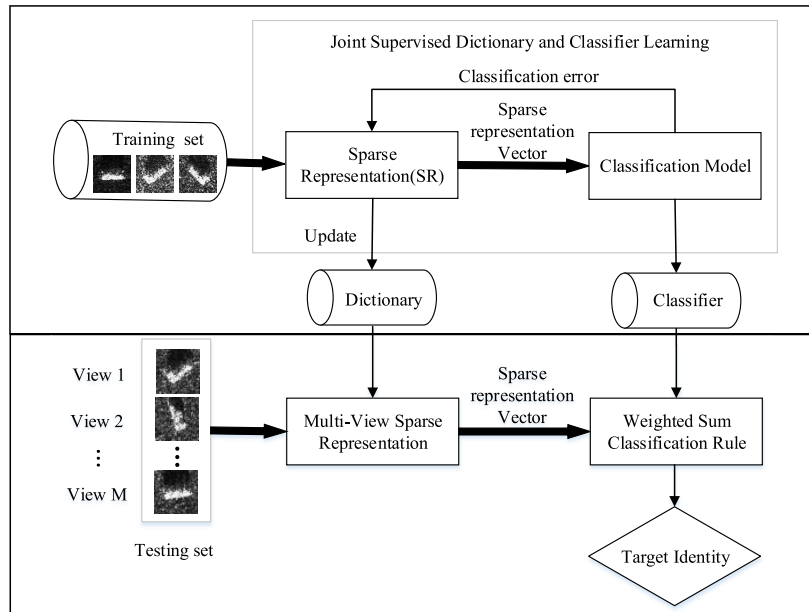 Joint Supervised Dictionary and Classifier Learning
Classification error
Training set
Sparse
representation
Vector
Sparse
Representation(SR)
Classification Model
Update
Dictionary
Classifier
View 1
View 2
⋮
View M
⋮
Testing set
Multi-View Sparse
Representation
Sparse
representation
Vector
Weighted Sum
Classification Rule
Target Identity